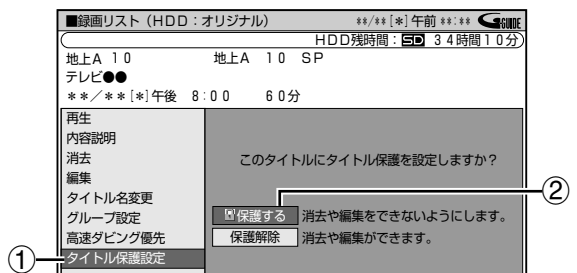 ■録画リスト（HDD：オリジナル） **/**[*]午前 **:** G-GUIDE
HDD残時間：SD 34時間10分
地上A 10 地上A 10 SP
テレビ●●
**／**[*]午後 8:00 60分
再生
内容説明
消去
編集
タイトル名変更
グループ設定
高速ダビング優先
タイトル保護設定
このタイトルにタイトル保護を設定しますか？
保護する 消去や編集をできないようにします。
保護解除 消去や編集ができます。
①
②